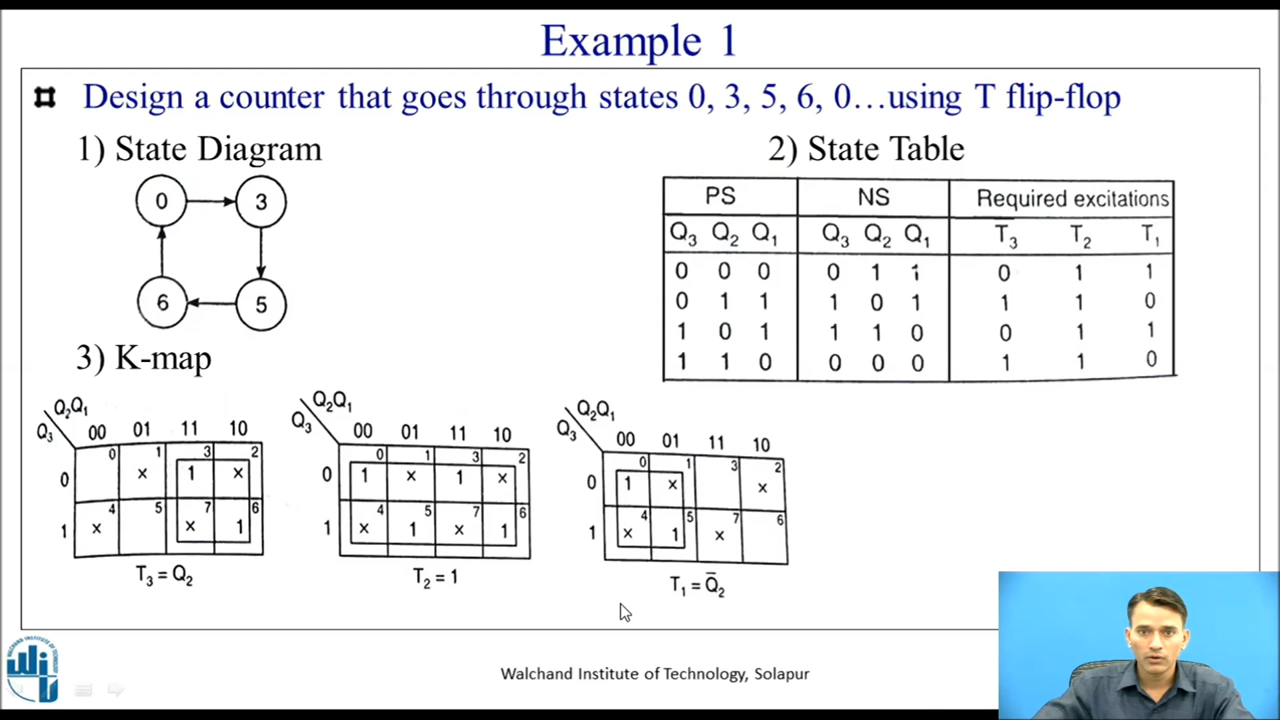 Example 1
Design a counter that goes through states 0, 3, 5, 6, 0…using T flip-flop
1) State Diagram
2) State Table
0 3
6 5
PS NS Required excitations
Q₃ Q₂ Q₁ Q₃ Q₂ Q₁ T₃ T₂ T₁
0 0 0 0 1 1 0 1 1
0 1 1 1 0 1 1 1 0
1 0 1 1 1 0 0 1 1
1 1 0 0 0 0 1 1 0
3) K-map
Q₂Q₁
Q₃ 00 01 11 10
0 0 x 1 1 3 x 2
1 x 4 5 x 7 1 6
T₃ = Q₂
Q₂Q₁
Q₃ 00 01 11 10
0 1 0 x 1 1 3 x 2
1 x 4 1 5 x 7 1 6
T₂ = 1
Q₂Q₁
Q₃ 00 01 11 10
0 1 0 x 1 3 x 2
1 x 4 1 5 x 7 6
T₁ = Q̄₂
WALCHAND INSTITUTE OF TECHNOLOGY
WIT
Walchand Institute of Technology, Solapur